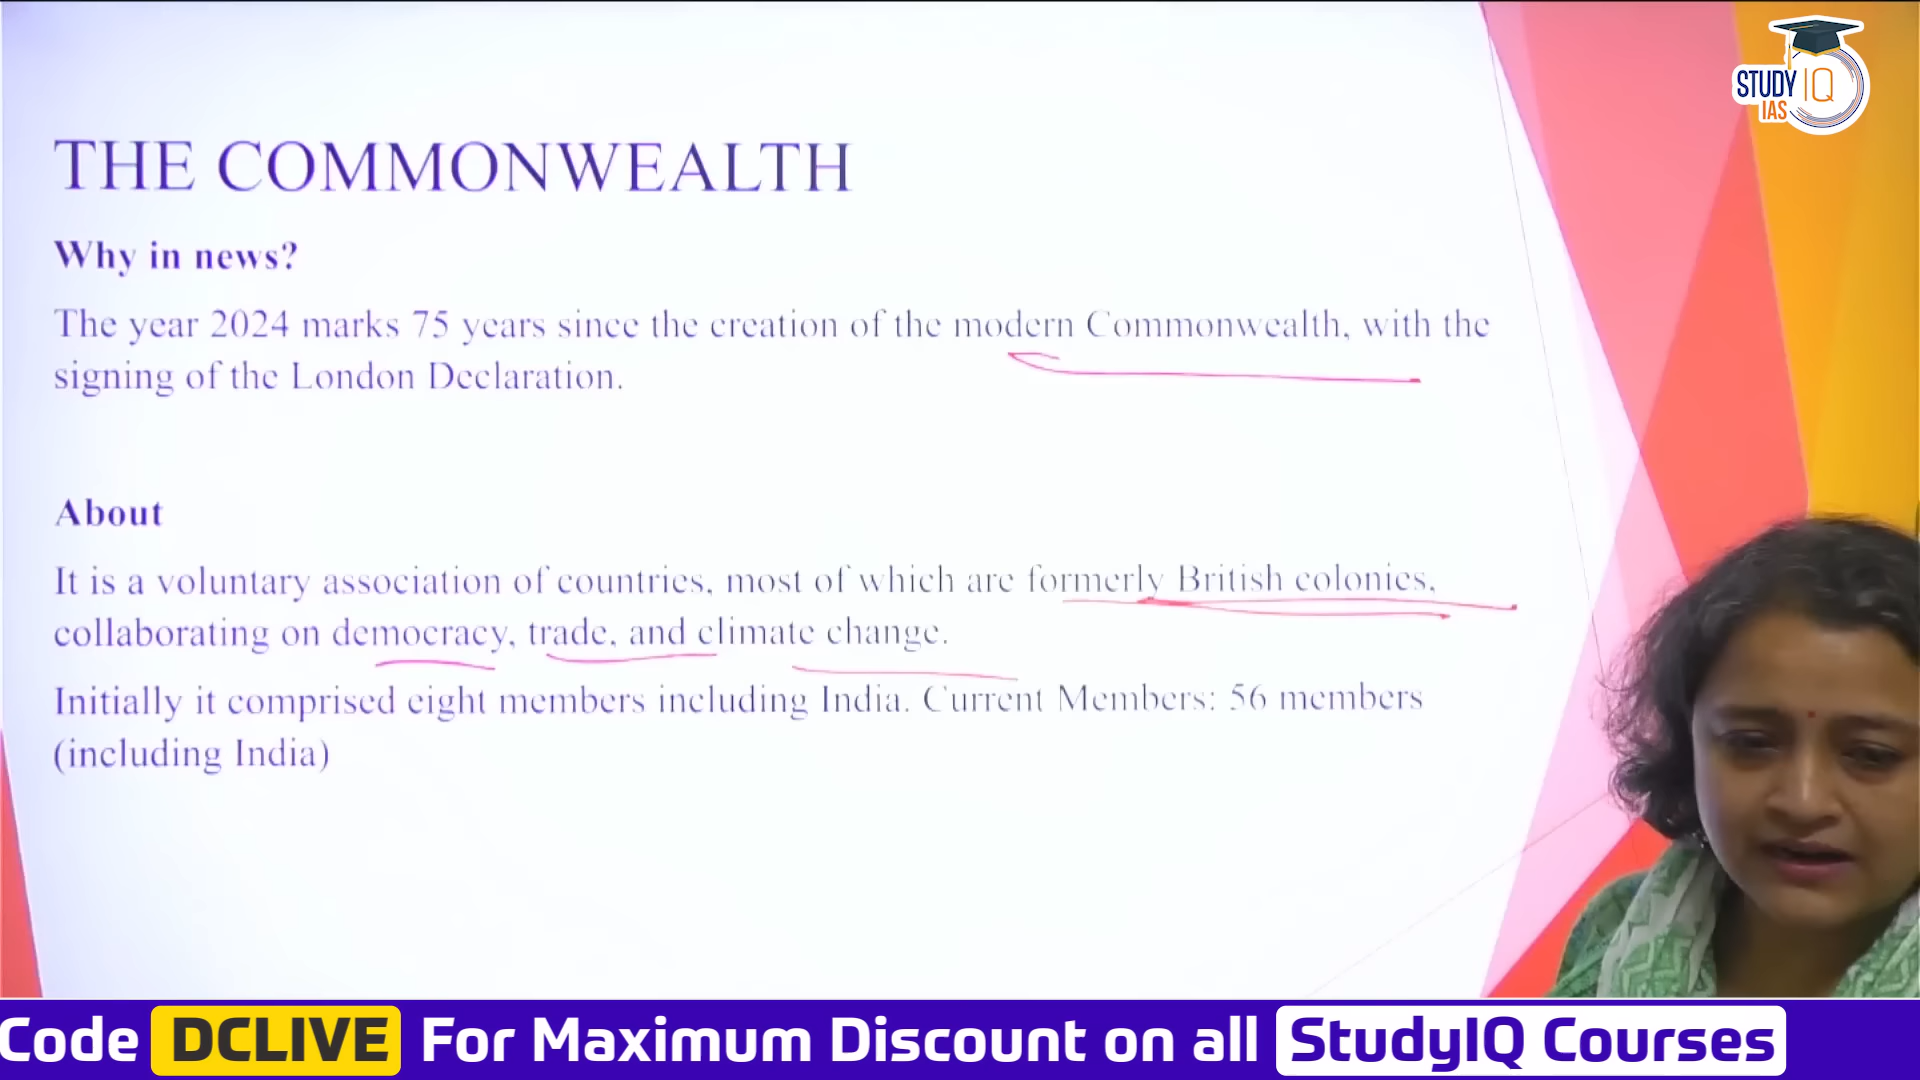 STUDY IQ
IAS
THE COMMONWEALTH
Why in news?
The year 2024 marks 75 years since the creation of the modern Commonwealth, with the
signing of the London Declaration.
About
It is a voluntary association of countries, most of which are formerly British colonies,
collaborating on democracy, trade, and climate change.
Initially it comprised eight members including India. Current Members: 56 members
(including India)
Code DCLIVE For Maximum Discount on all StudyIQ Courses